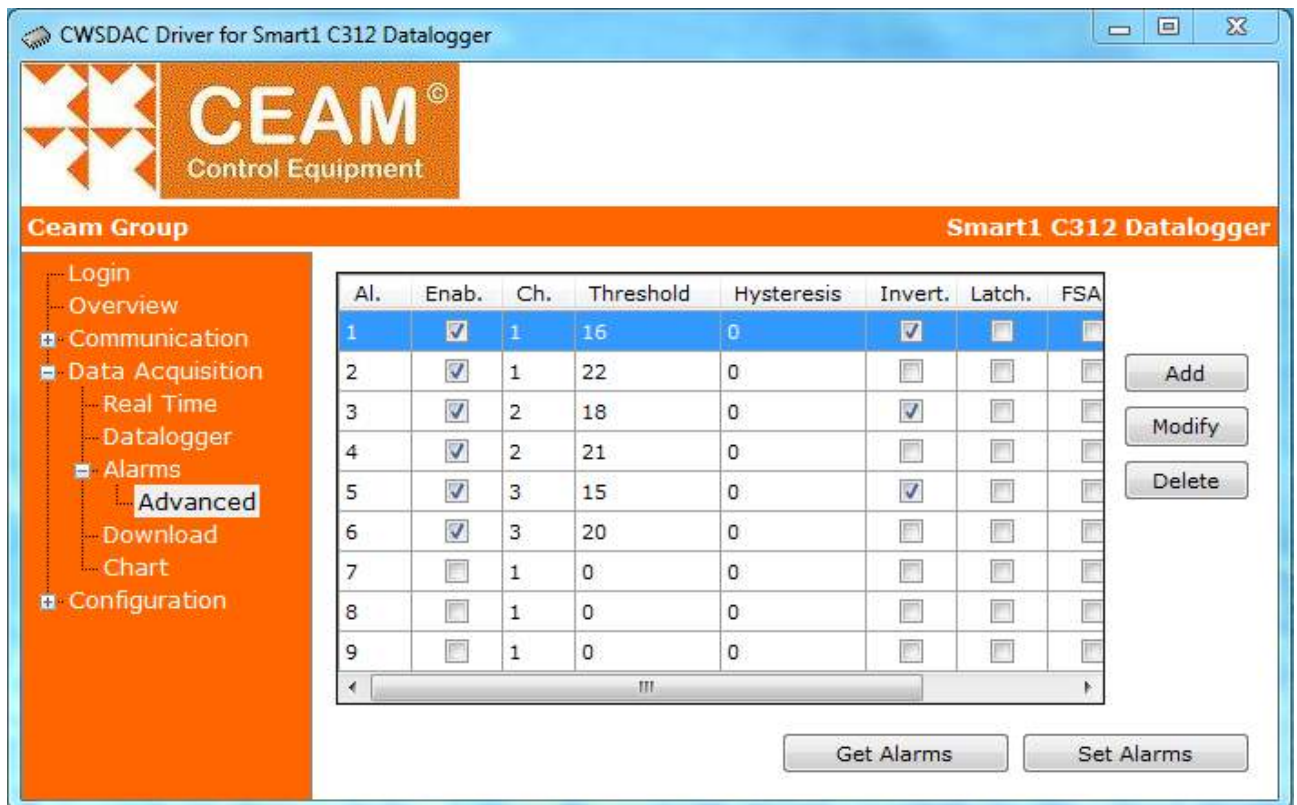 CWSDAC Driver for Smart1 C312 Datalogger
CEAM©
Control Equipment
Ceam Group
Smart1 C312 Datalogger
Login
Overview
Communication
Data Acquisition
Real Time
Datalogger
Alarms
Advanced
Download
Chart
Configuration
Al. Enab. Ch. Threshold Hysteresis Invert. Latch. FSA
1 1 16 0
2 1 22 0
3 2 18 0
4 2 21 0
5 3 15 0
6 3 20 0
7 1 0 0
8 1 0 0
9 1 0 0
Add
Modify
Delete
Get Alarms
Set Alarms